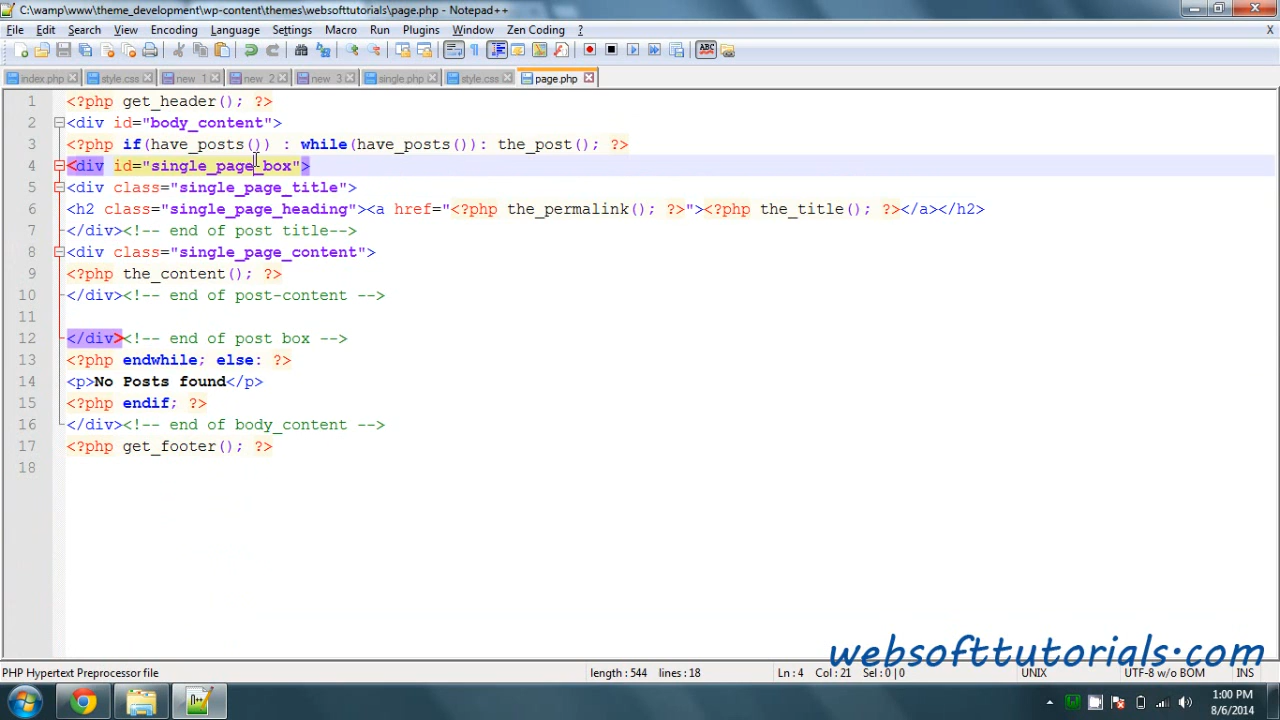 C:\wamp\www\theme_development\wp-content\themes\websofttutorials\page.php - Notepad++
File Edit Search View Encoding Language Settings Macro Run Plugins Window Zen Coding ? X
ABC
index.php style.css new 1 new 2 new 3 single.php style.css page.php
1 <?php get_header(); ?>
2 <div id="body_content">
3 <?php if(have_posts()) : while(have_posts()): the_post(); ?>
4 <div id="single_page_box">
5 <div class="single_page_title">
6 <h2 class="single_page_heading"><a href="<?php the_permalink(); ?>"><?php the_title(); ?></a></h2>
7 </div><!-- end of post title-->
8 <div class="single_page_content">
9 <?php the_content(); ?>
10 </div><!-- end of post-content -->
11
12 </div><!-- end of post box -->
13 <?php endwhile; else: ?>
14 <p>No Posts found</p>
15 <?php endif; ?>
16 </div><!-- end of body_content -->
17 <?php get_footer(); ?>
18
websofttutorials.com
PHP Hypertext Preprocessor file length : 544 lines : 18 Ln : 4 Col : 21 Sel : 0 | 0 UNIX UTF-8 w/o BOM INS
1:00 PM
8/6/2014